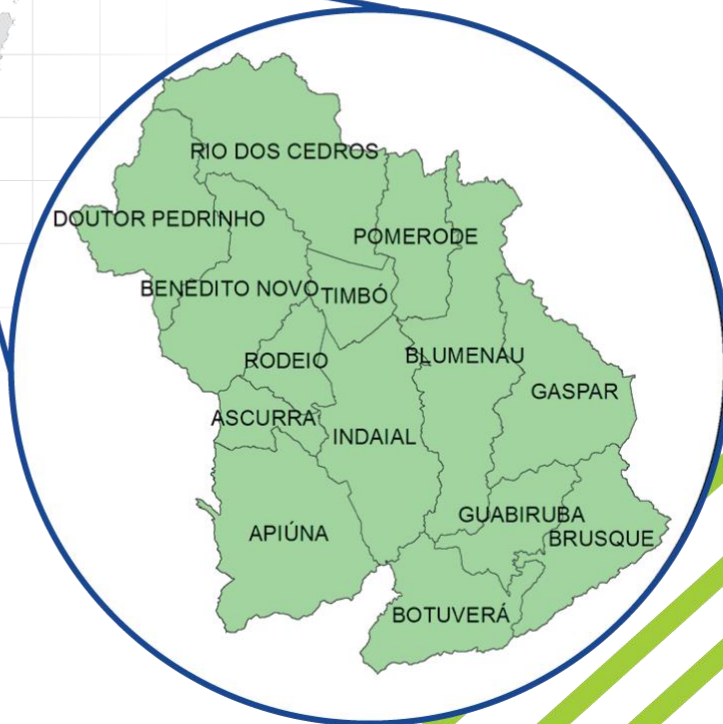 RIO DOS CEDROS
DOUTOR PEDRINHO
POMERODE
BENEDITO NOVO
TIMBÓ
RODEIO
BLUMENAU
GASPAR
ASCURRA
INDAIAL
GUABIRUBA
APIÚNA
BRUSQUE
BOTUVERÁ